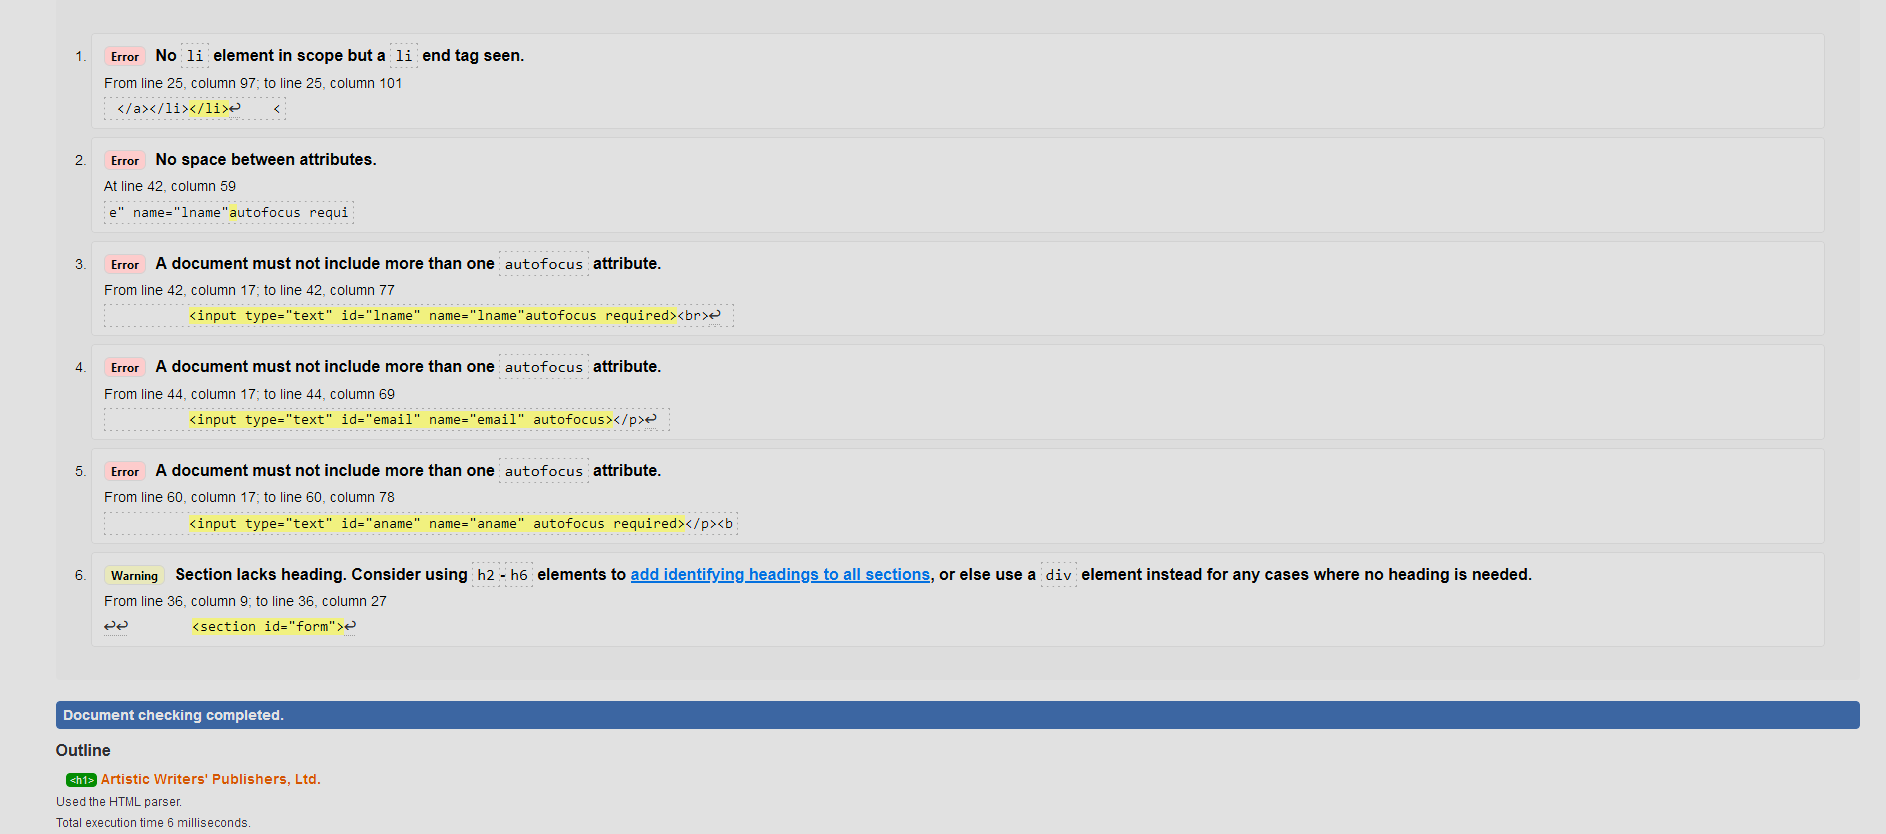 1. Error No li element in scope but a li end tag seen.
From line 25, column 97; to line 25, column 101
</a></li></li>↩ <
2. Error No space between attributes.
At line 42, column 59
e" name="lname"autofocus requi
3. Error A document must not include more than one autofocus attribute.
From line 42, column 17; to line 42, column 77
<input type="text" id="lname" name="lname"autofocus required><br>↩
4. Error A document must not include more than one autofocus attribute.
From line 44, column 17; to line 44, column 69
<input type="text" id="email" name="email" autofocus></p>↩
5. Error A document must not include more than one autofocus attribute.
From line 60, column 17; to line 60, column 78
<input type="text" id="aname" name="aname" autofocus required></p><b
6. Warning Section lacks heading. Consider using h2-h6 elements to add identifying headings to all sections, or else use a div element instead for any cases where no heading is needed.
From line 36, column 9; to line 36, column 27
↩↩ <section id="form">↩
Document checking completed.
Outline
<h1> Artistic Writers' Publishers, Ltd.
Used the HTML parser.
Total execution time 6 milliseconds.